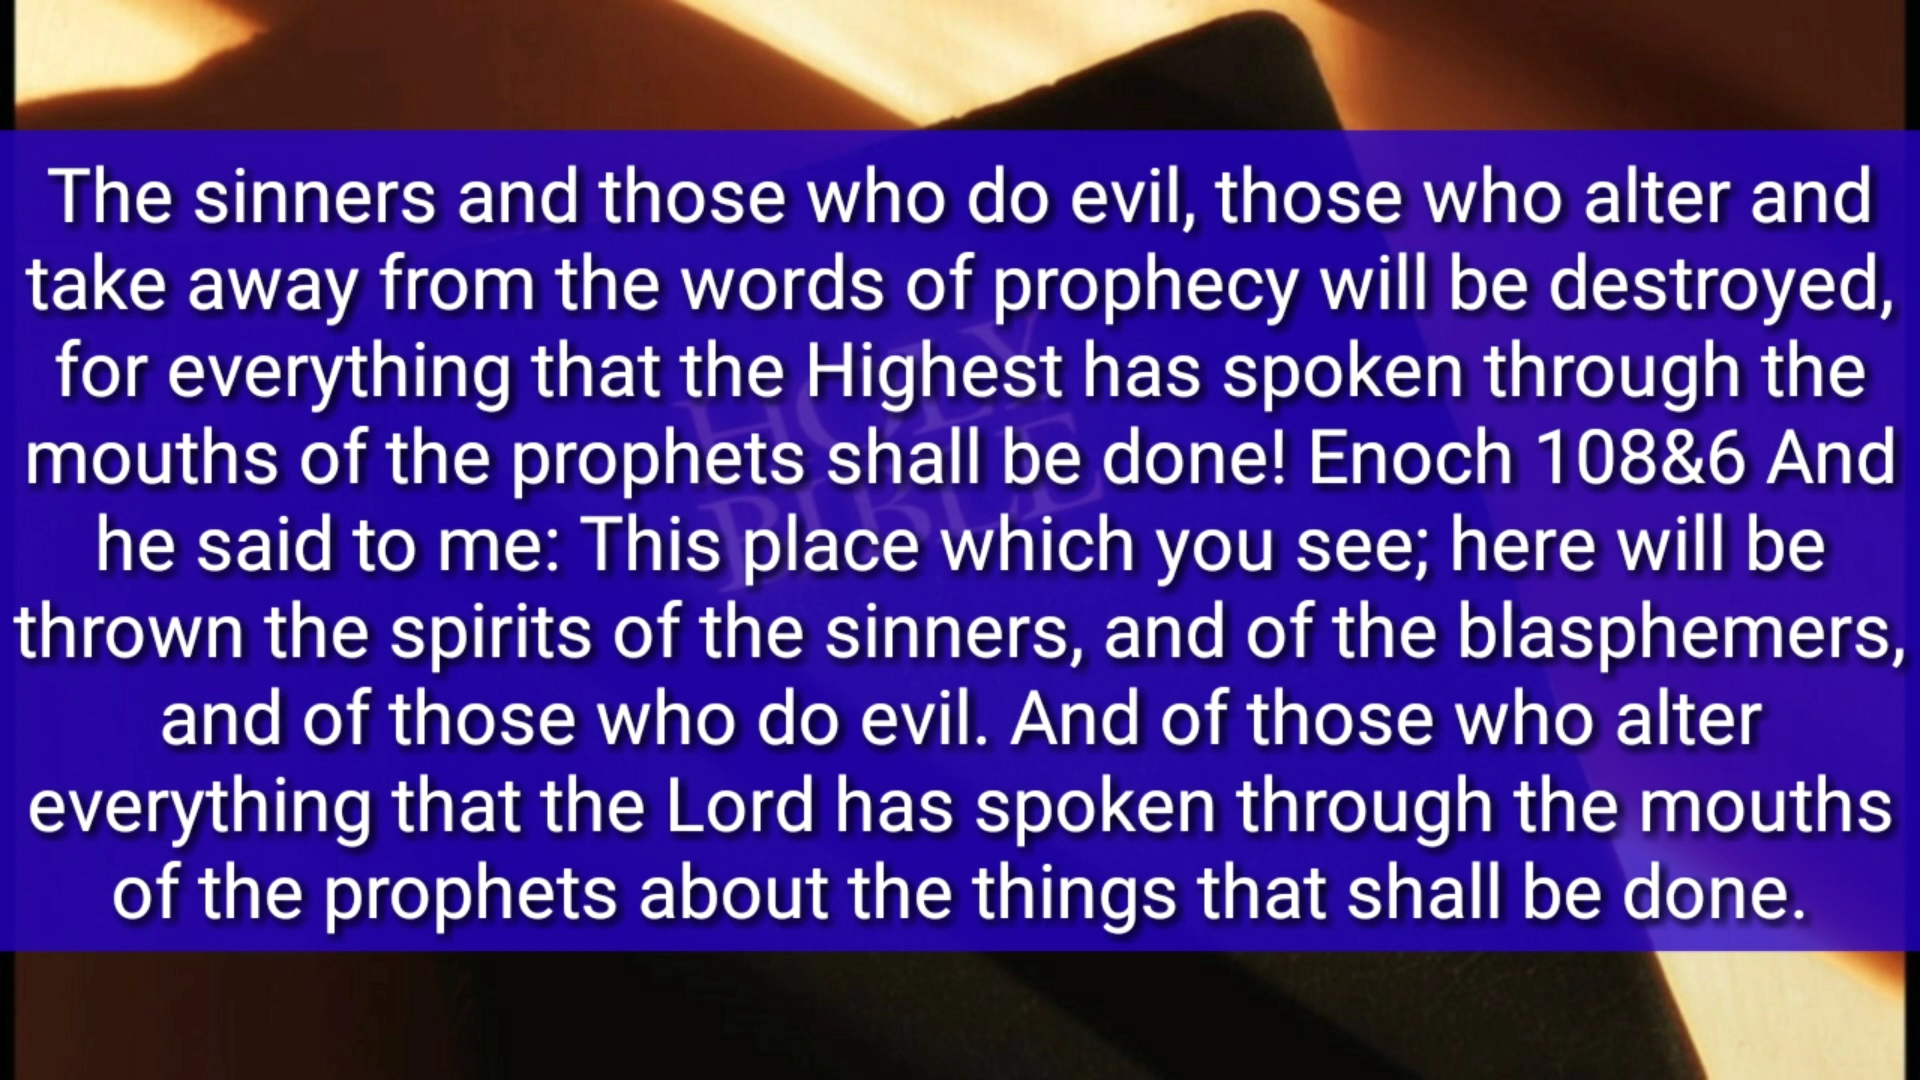 The sinners and those who do evil, those who alter and
take away from the words of prophecy will be destroyed,
for everything that the Highest has spoken through the
mouths of the prophets shall be done! Enoch 108&6 And
he said to me: This place which you see; here will be
thrown the spirits of the sinners, and of the blasphemers,
and of those who do evil. And of those who alter
everything that the Lord has spoken through the mouths
of the prophets about the things that shall be done.
HOLY
BIBLE